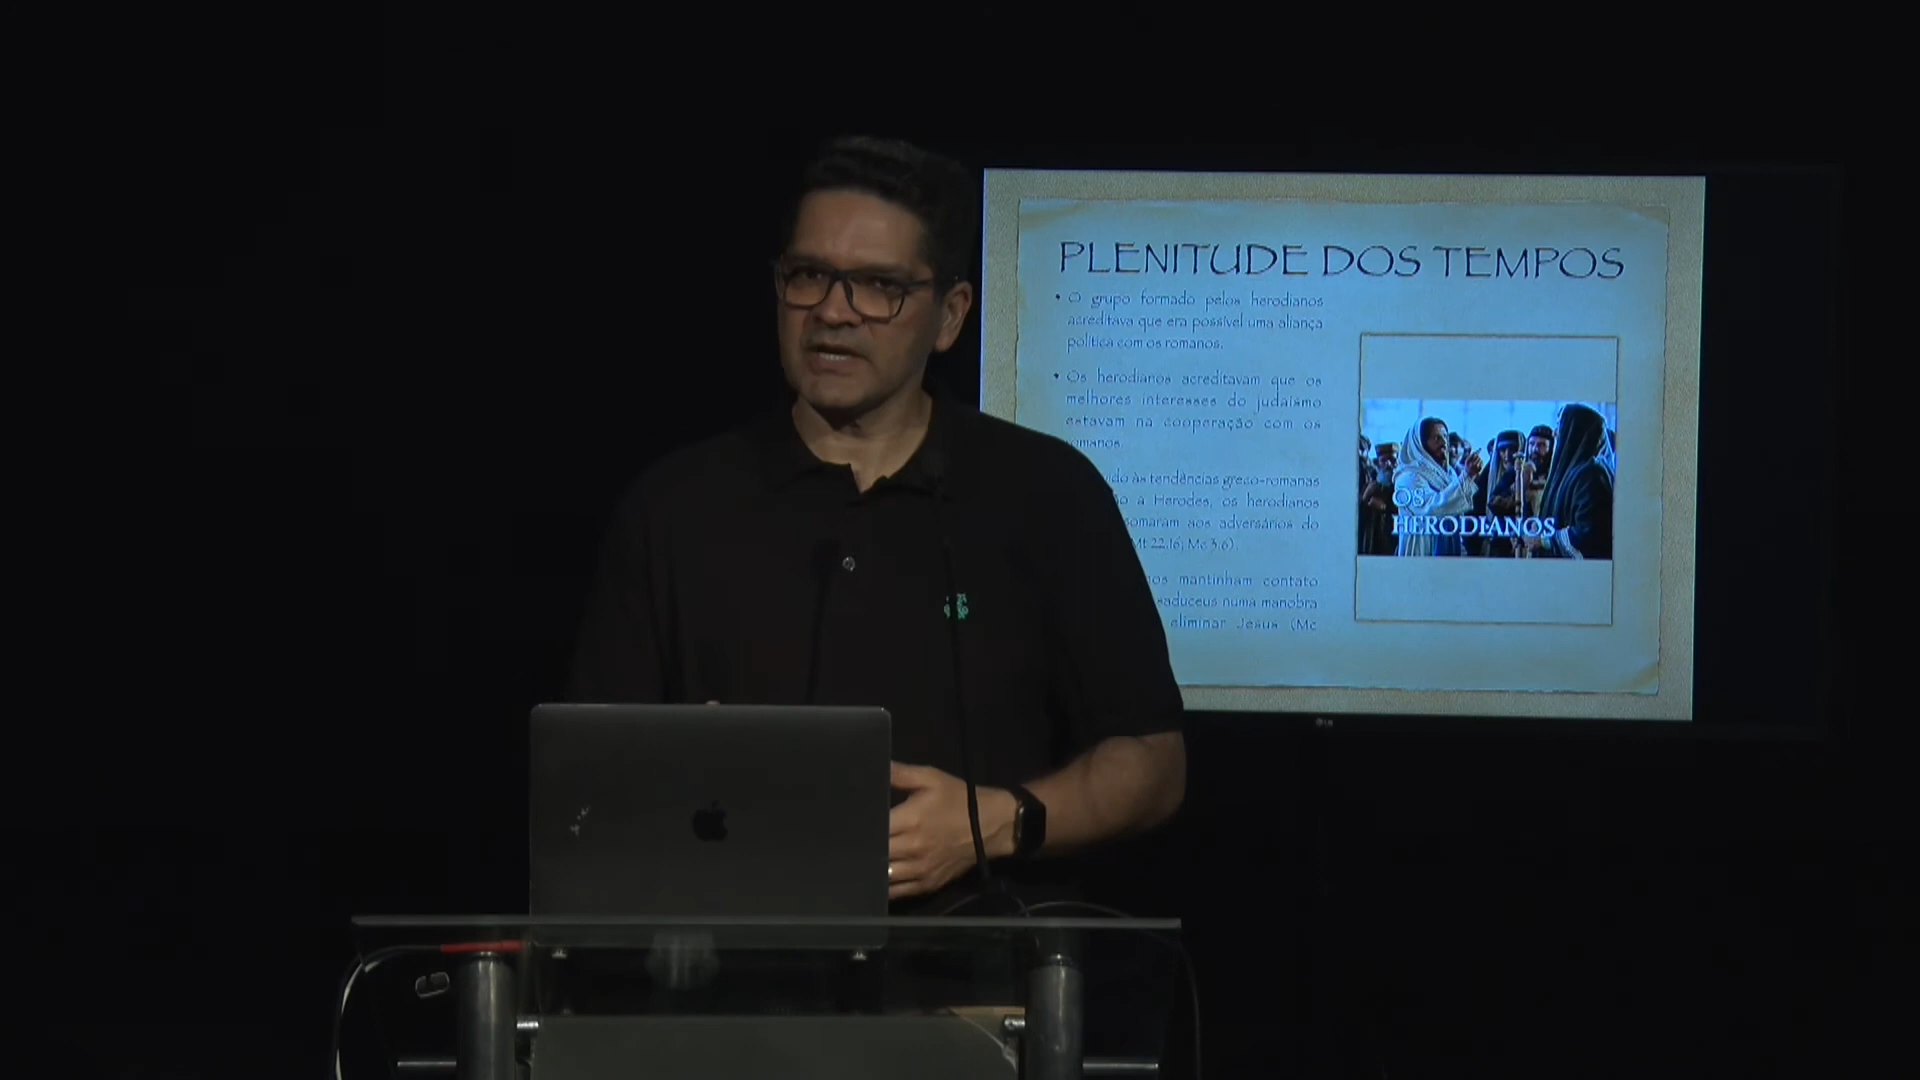 PLENITUDE DOS TEMPOS
• O grupo formado pelos herodianos
acreditava que era possível uma aliança
política com os romanos.
• Os herodianos acreditavam que os
melhores interesses do judaísmo
estavam na cooperação com os
romanos.
às tendências greco-romanas
à Herodes, os herodianos
somaram aos adversários do
Mt 22.16; Mc 3.6).
mantinham contato
saduceus numa manobra
eliminar Jesus (Mc
OS
HERODIANOS
LG